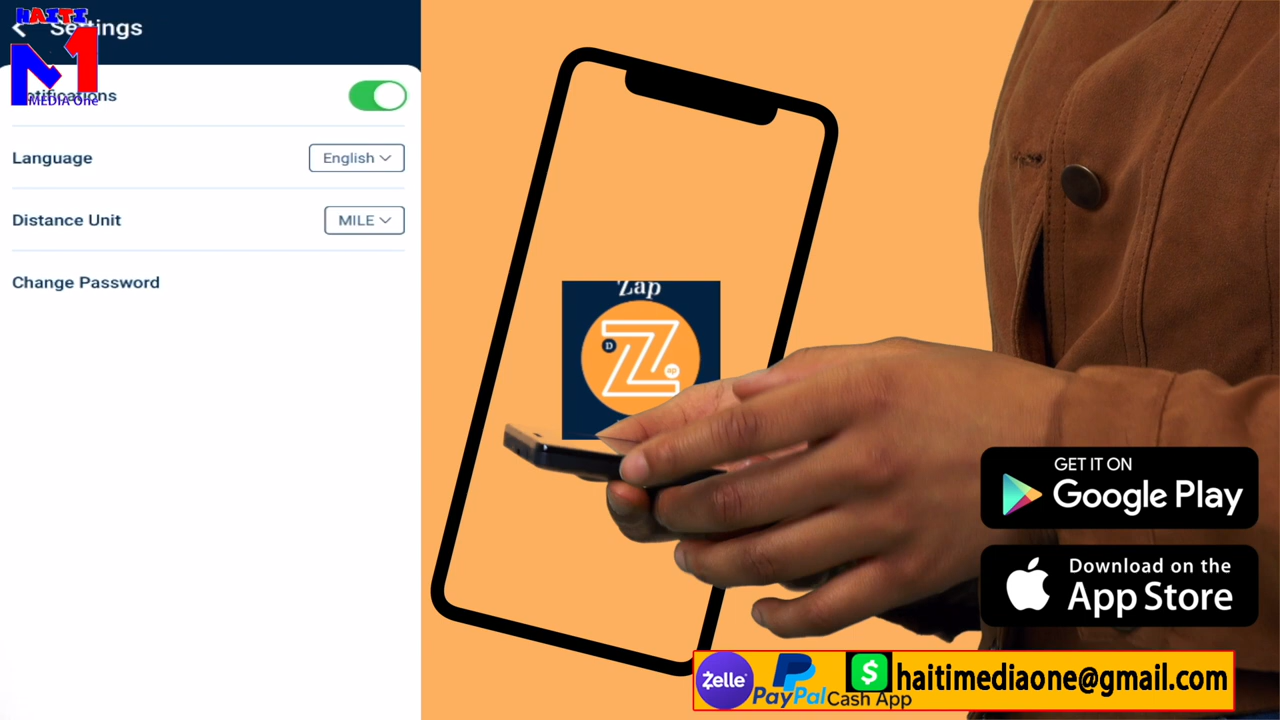 HAITI
Settings
M1
MEDIA One
Notifications
Language
English
Distance Unit
MILE
Change Password
Zap
D
Z
GET IT ON
Google Play
Download on the
App Store
Zelle
PayPal
$
Cash App
haitimediaone@gmail.com